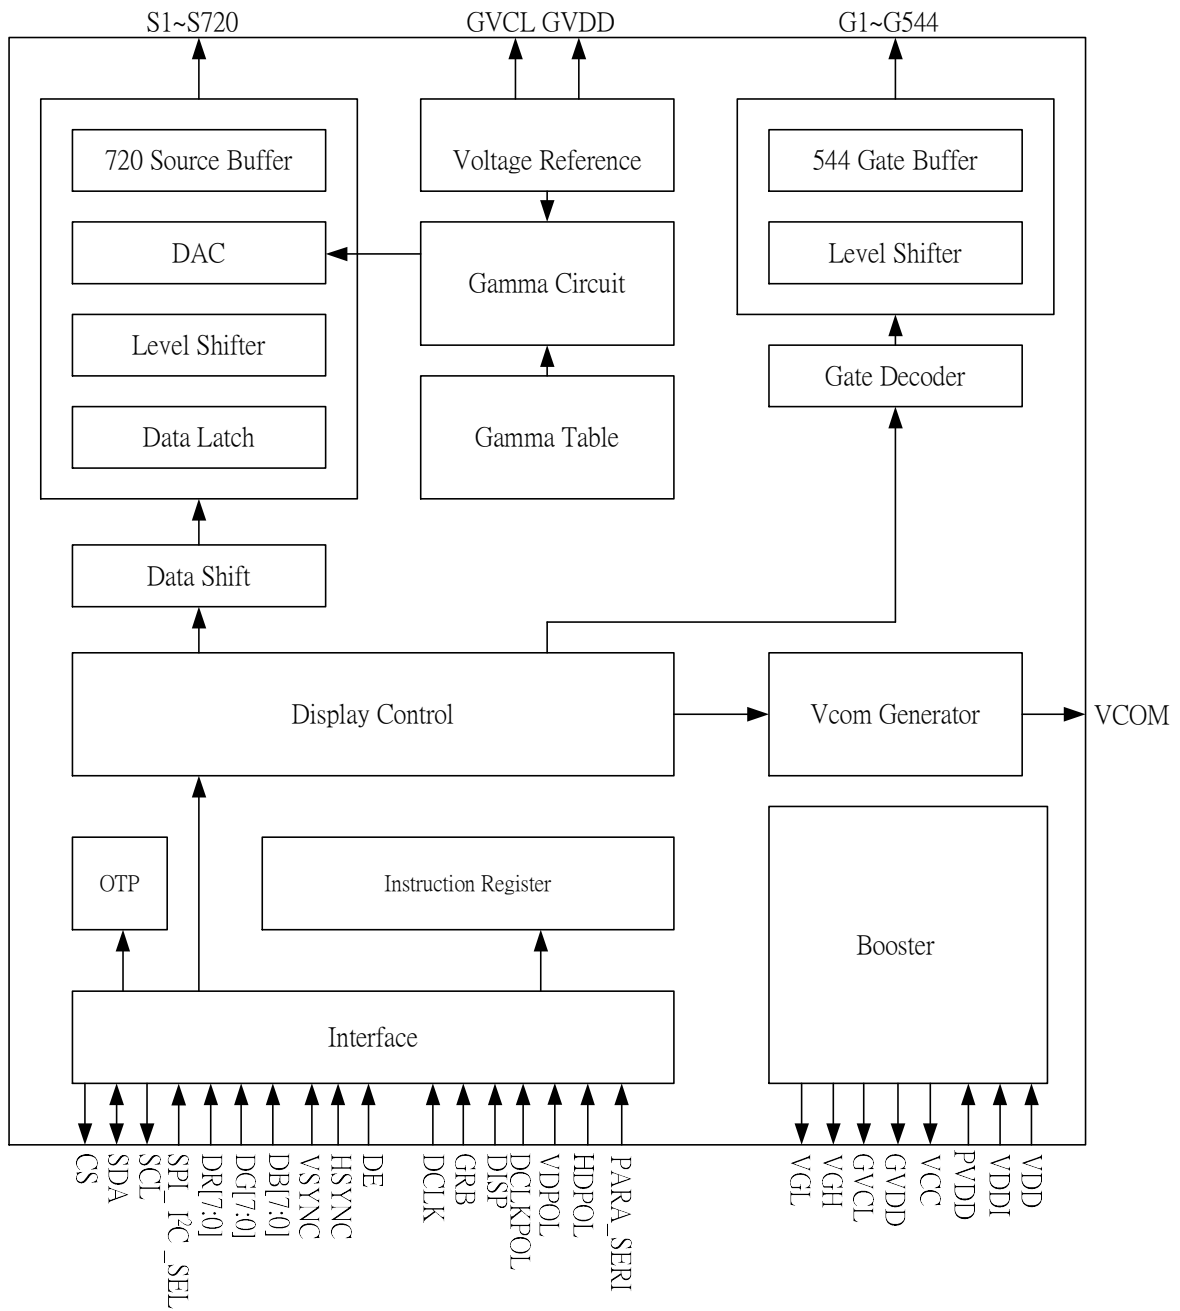 S1~S720
GVCL GVDD
G1~G544
720 Source Buffer
Voltage Reference
544 Gate Buffer
DAC
Gamma Circuit
Level Shifter
Level Shifter
Gate Decoder
Data Latch
Gamma Table
Data Shift
Display Control
Vcom Generator
VCOM
OTP
Instruction Register
Booster
Interface
CS
SDA
SCL
SPI_I²C_SEL
DR[7:0]
DG[7:0]
DB[7:0]
VSYNC
HSYNC
DE
DCLK
GRB
DISP
DCLKPOL
VDPOL
HDPOL
PARA_SERI
VGL
VGH
GVCL
GVDD
VCC
PVDD
VDDI
VDD